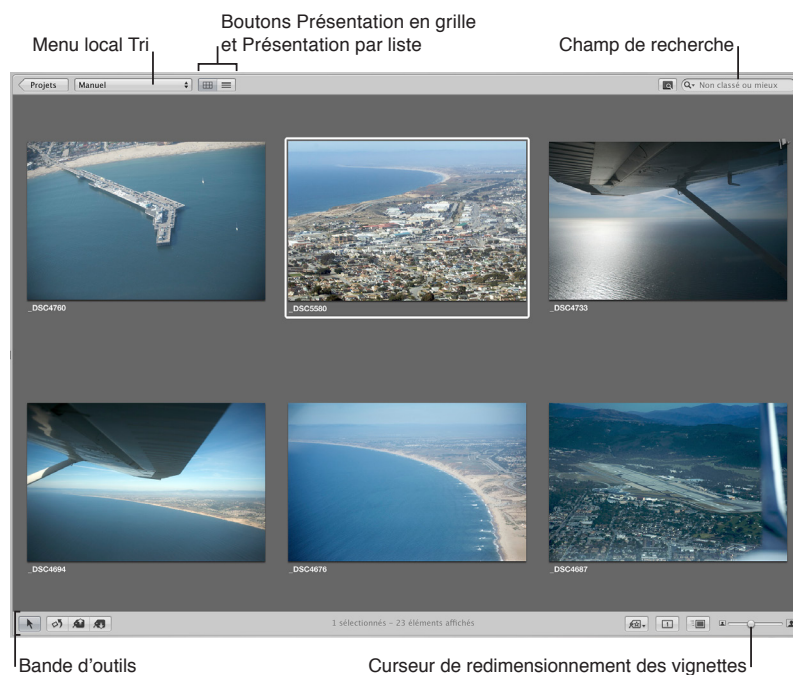 Boutons Présentation en grille
et Présentation par liste
Menu local Tri
Champ de recherche
Projets
Manuel
Non classé ou mieux
_DSC4760
_DSC5580
_DSC4733
_DSC4694
_DSC4676
_DSC4687
1 sélectionnés – 23 éléments affichés
1
Bande d’outils
Curseur de redimensionnement des vignettes